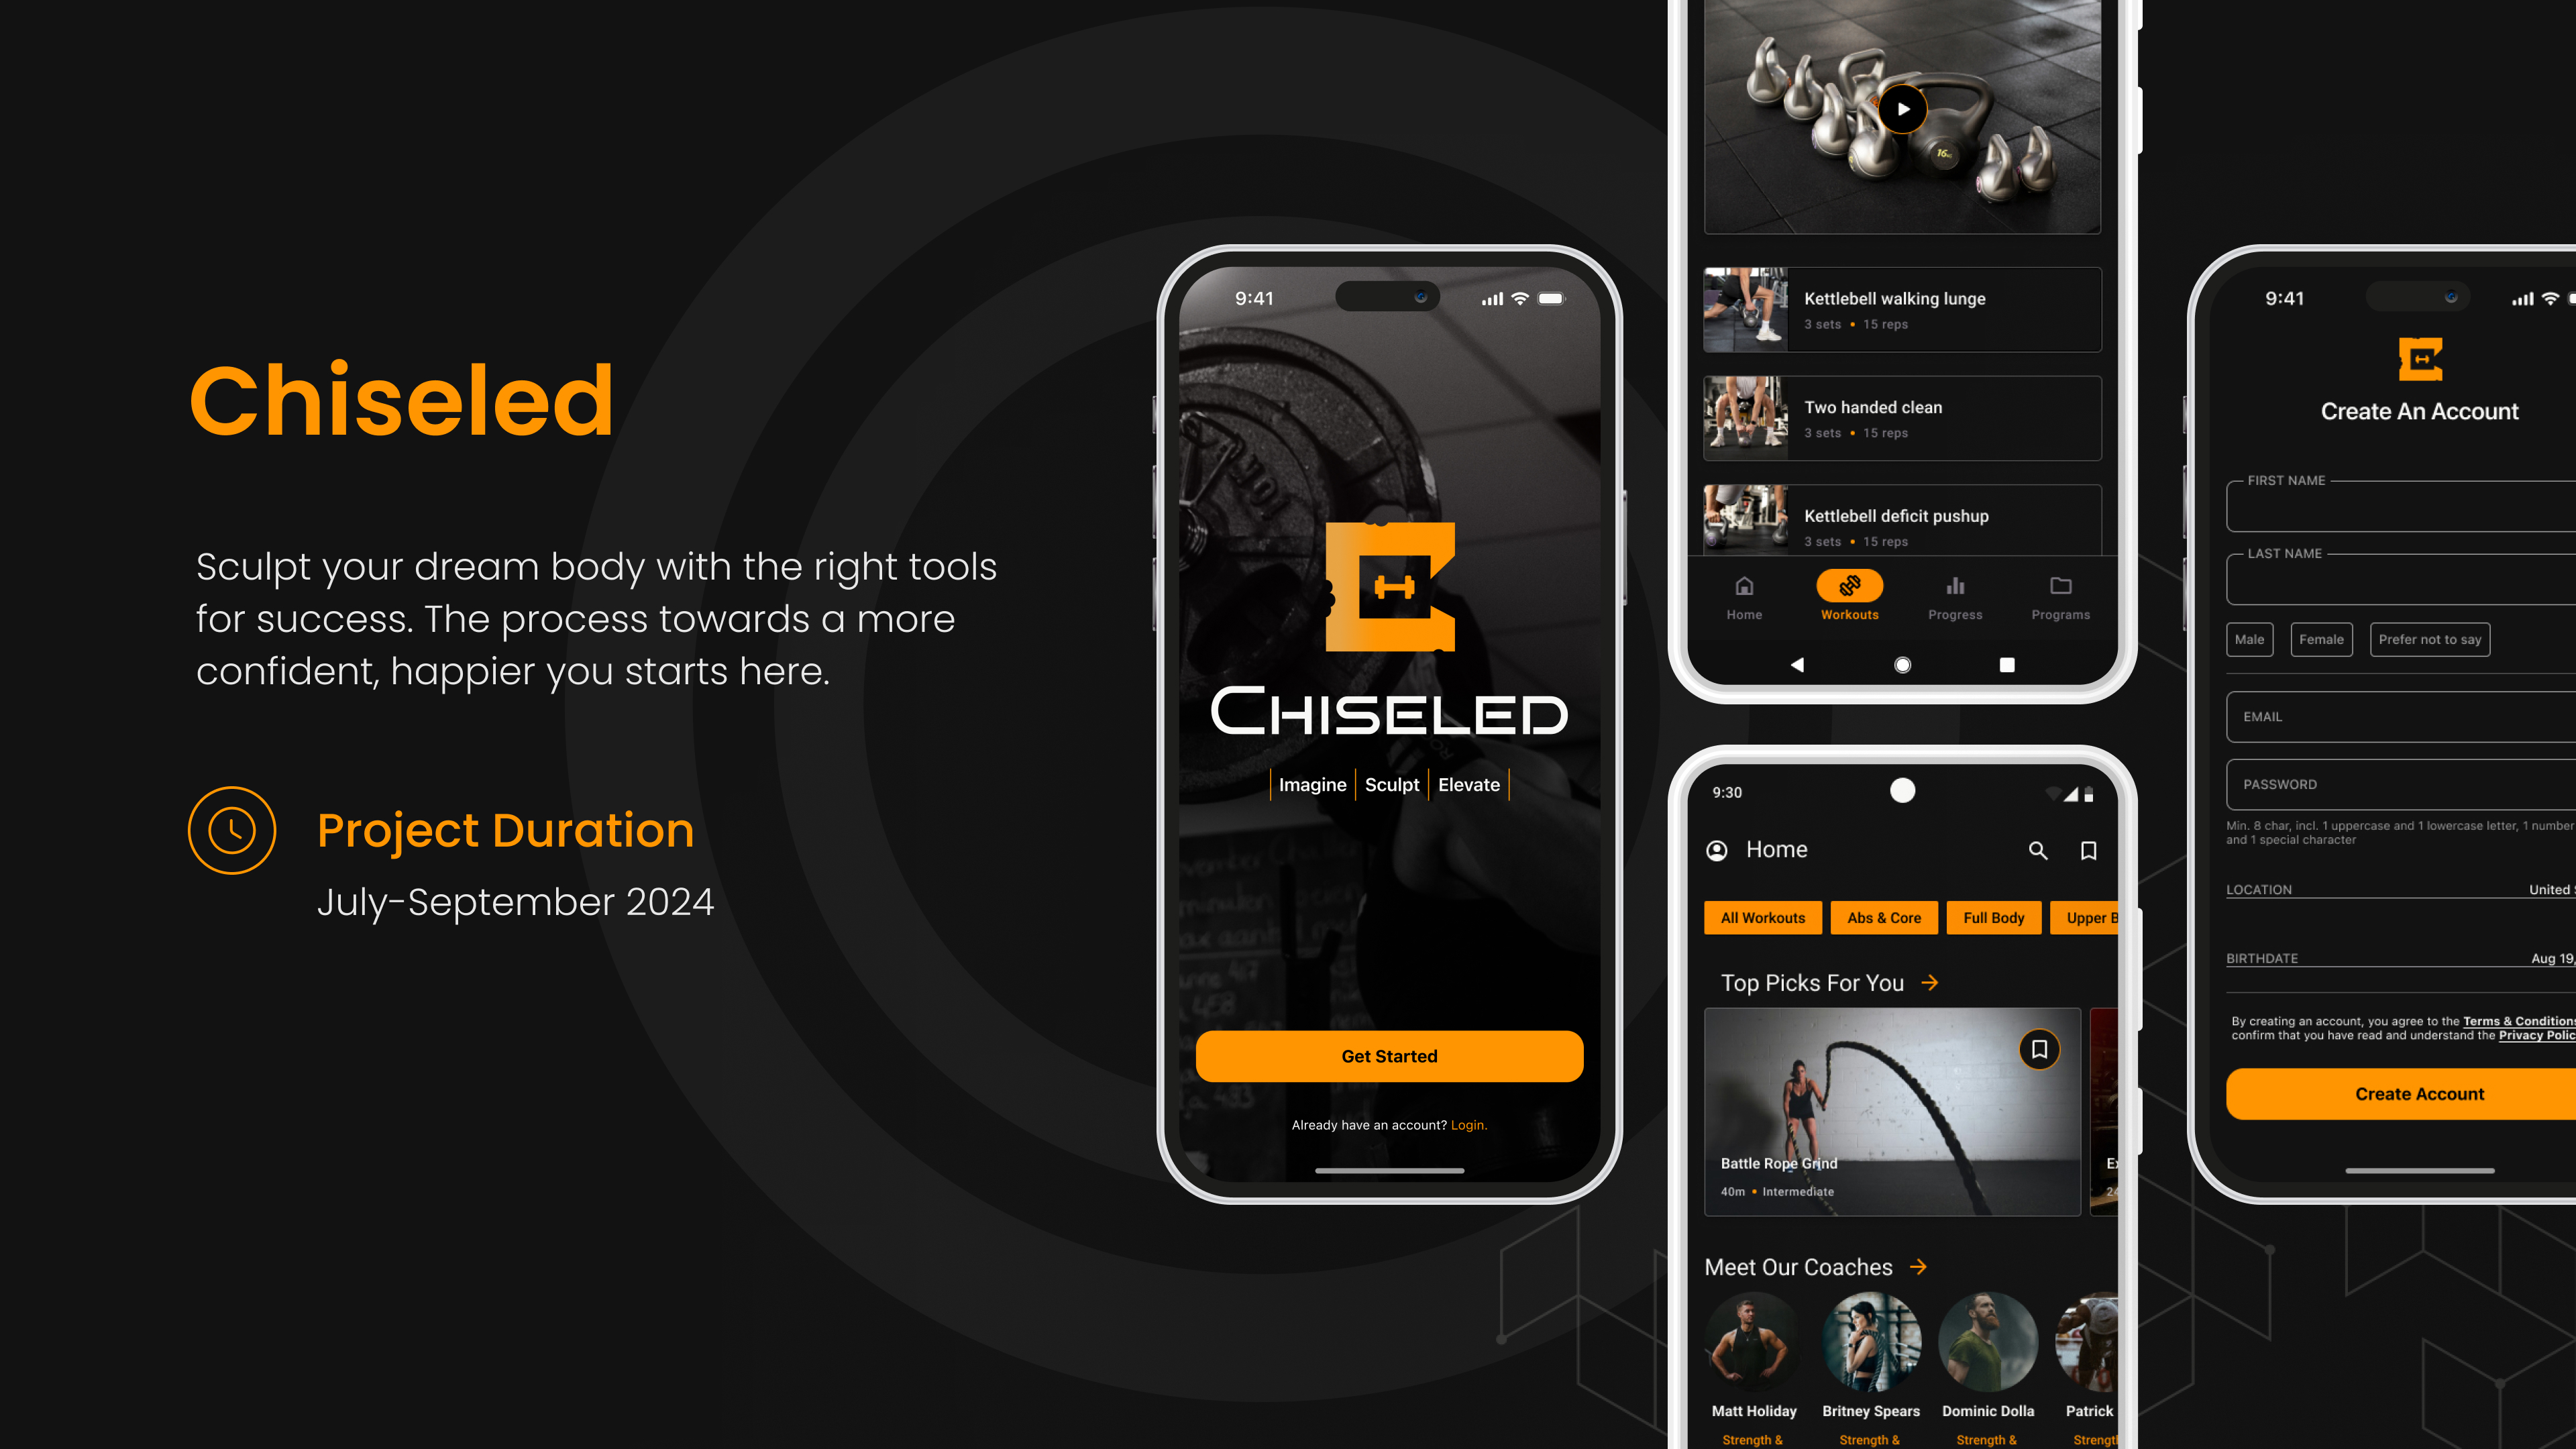 Chiseled
Sculpt your dream body with the right tools
for success. The process towards a more
confident, happier you starts here.
Project Duration
July-September 2024
9:41
CHISELED
Imagine
Sculpt
Elevate
Get Started
Already have an account? Login.
16
Kettlebell walking lunge
3 sets • 15 reps
Two handed clean
3 sets • 15 reps
Kettlebell deficit pushup
3 sets • 15 reps
Home
Workouts
Progress
Programs
9:30
Home
All Workouts
Abs & Core
Full Body
Upper B
Top Picks For You
Battle Rope Grind
40m • Intermediate
Ex
24
Meet Our Coaches
Matt Holiday
Britney Spears
Dominic Dolla
Patrick
Strength &
Strength &
Strength &
Strengt
9:41
Create An Account
FIRST NAME
LAST NAME
Male
Female
Prefer not to say
EMAIL
PASSWORD
Min. 8 char, incl. 1 uppercase and 1 lowercase letter, 1 number
and 1 special character
LOCATION
United
BIRTHDATE
Aug 19,
By creating an account, you agree to the Terms & Conditions
confirm that you have read and understand the Privacy Polic
Create Account